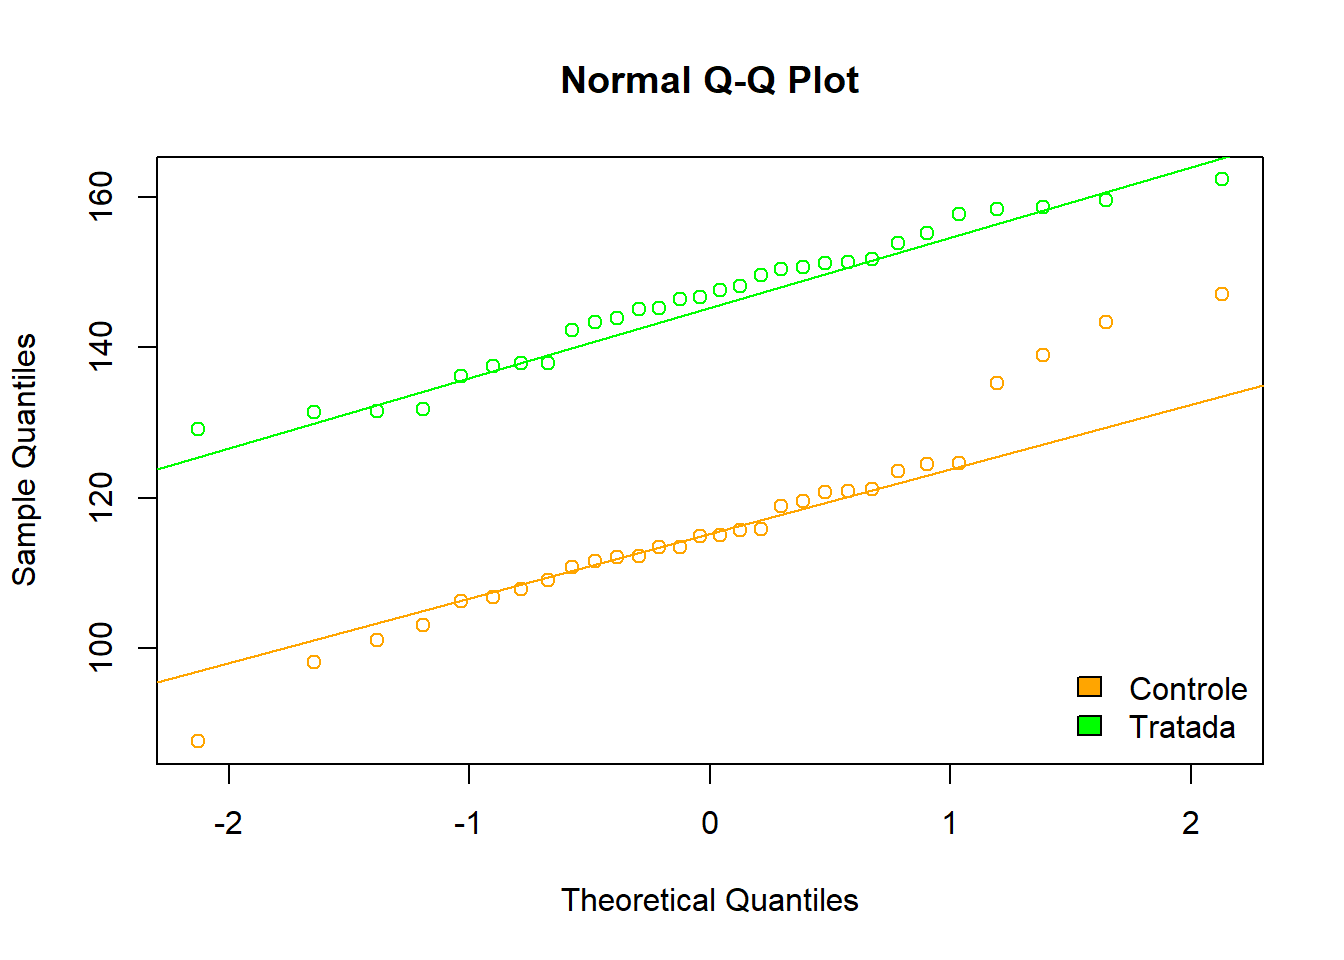 Normal Q-Q Plot
Sample Quantiles
160
140
120
100
Controle
Tratada
-2 -1 0 1 2
Theoretical Quantiles